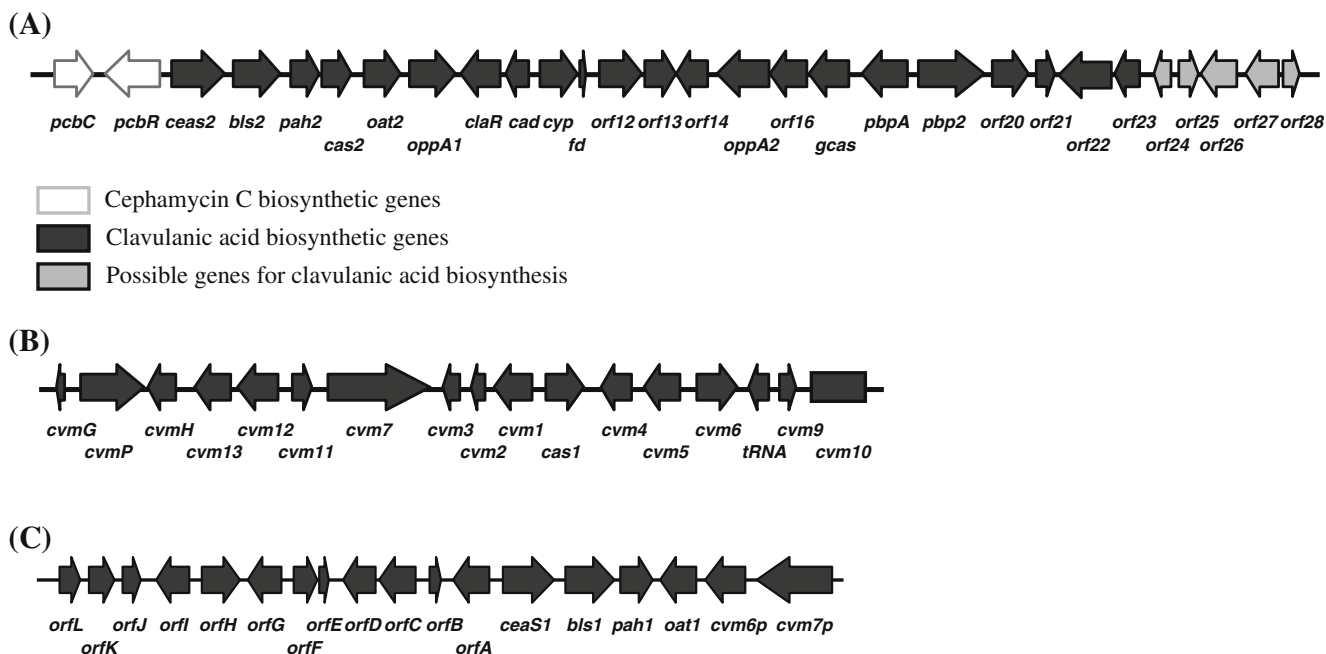 (A)
pcbC pcbR ceas2 bls2 pah2 oat2 claR cad cyp orf12 orf13 orf14 orf16 pbpA pbp2 orf20 orf21 orf23 orf25 orf27 orf28
cas2 oppA1 fd oppA2 gcas orf22 orf24 orf26
Cephamycin C biosynthetic genes
Clavulanic acid biosynthetic genes
Possible genes for clavulanic acid biosynthesis
(B)
cvmG cvmH cvm12 cvm7 cvm3 cvm1 cvm4 cvm6 cvm9
cvmP cvm13 cvm11 cvm2 cas1 cvm5 tRNA cvm10
(C)
orfL orfJ orfI orfH orfG orfE orfD orfC orfB ceaS1 bls1 pah1 oat1 cvm6p cvm7p
orfK orfF orfA